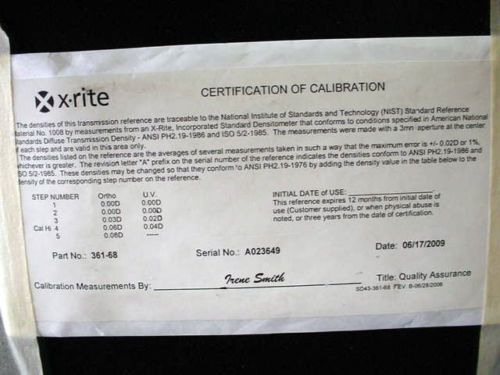 x·rite
CERTIFICATION OF CALIBRATION
The densities of this transmission reference are traceable to the National Institute of Standards and Technology (NIST) Standard Reference
Material No. 1008 by measurements from an X-Rite, Incorporated Standard Densitometer that conforms to conditions specified in American National
Standards Diffuse Transmission Density - ANSI PH2.19-1986 and ISO 5/2-1985. The measurements were made with a 3mm aperture at the center
of each step and are valid in this area only.
The densities listed on the reference are the averages of several measurements taken in such a way that the maximum error is +/- 0.02D or 1%,
whichever is greater. The revision letter "A" prefix on the serial number of the reference indicates the densities conform to ANSI PH2.19-1986 and
ISO 5/2-1985. These densities may be changed so that they conform to ANSI PH2.19-1976 by adding the density value in the table below to the
density of the corresponding step number on the reference.
STEP NUMBER Ortho U.V.
1 0.00D 0.00D
2 0.00D 0.00D
3 0.03D 0.02D
Cal Hi 4 0.06D 0.04D
5 0.08D -----
INITIAL DATE OF USE:
This reference expires 12 months from initial date of
use (Customer supplied), or when physical abuse is
noted, or three years from the date of certification.
Part No.: 361-68 Serial No.: A023649 Date: 06/17/2009
Calibration Measurements By: Irene Smith Title: Quality Assurance
SD43-361-68 REV. B-06/28/2006